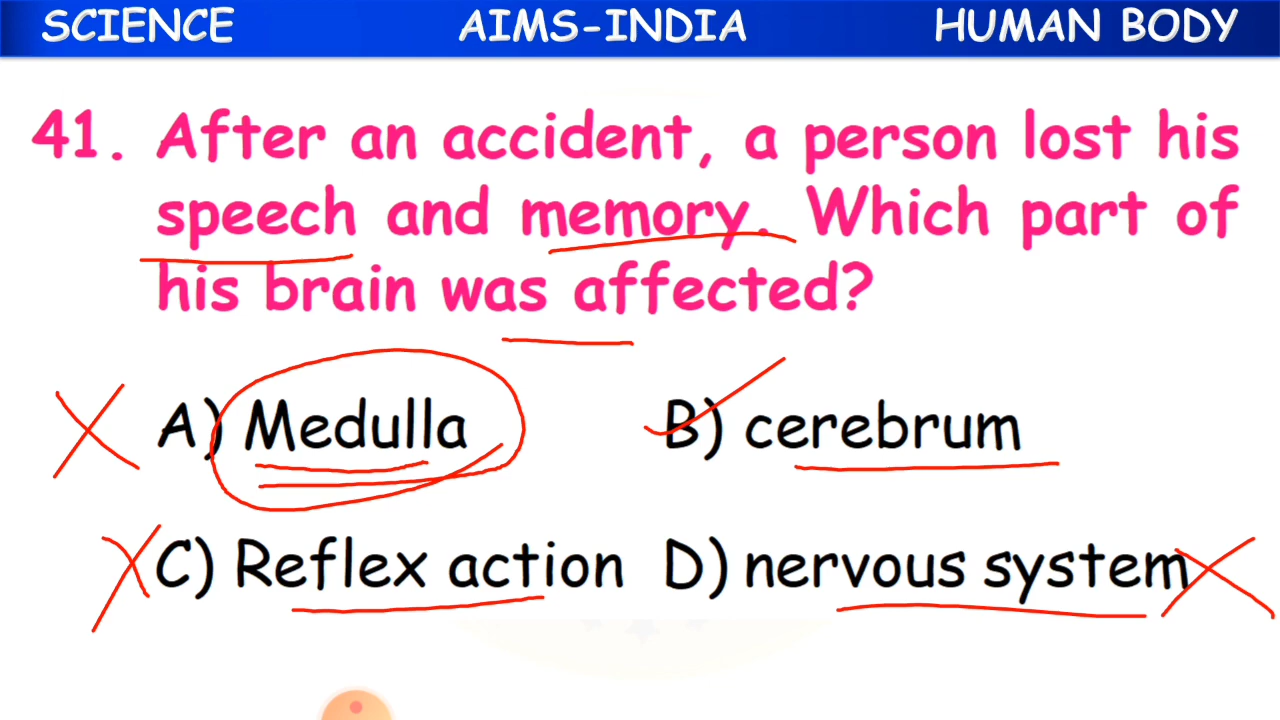 SCIENCE AIMS-INDIA HUMAN BODY
41. After an accident, a person lost his
speech and memory. Which part of
his brain was affected?
A) Medulla B) cerebrum
C) Reflex action D) nervous system